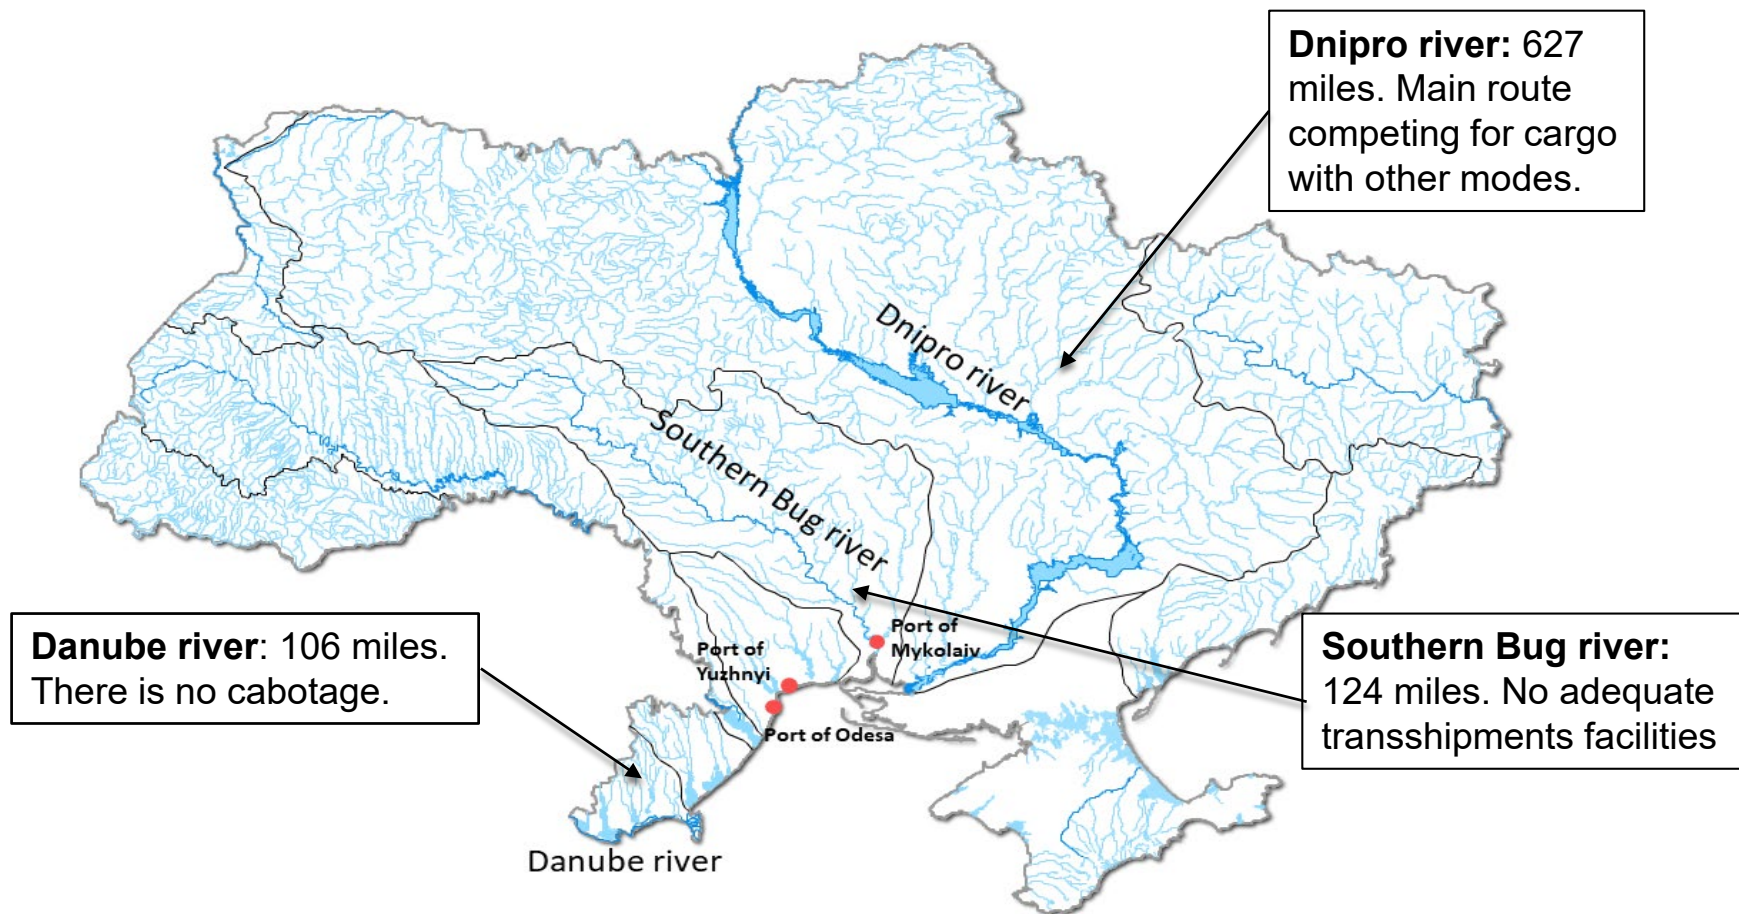 Dnipro river: 627
miles. Main route
competing for cargo
with other modes.
Dnipro river
Southern Bug river
Danube river: 106 miles.
There is no cabotage.
Port of
Mykolaiv
Port of
Yuzhnyi
Port of Odesa
Southern Bug river:
124 miles. No adequate
transshipments facilities
Danube river